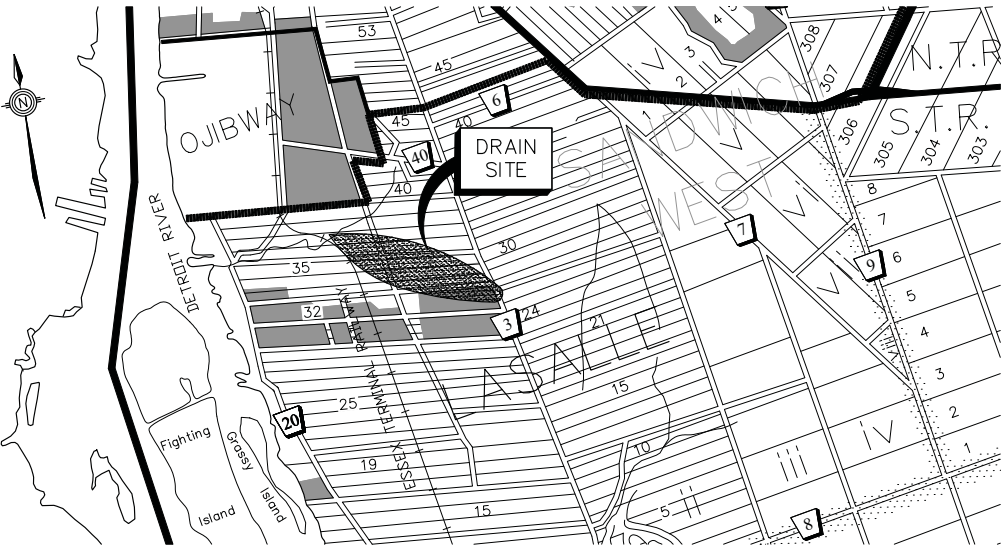 53
45
4
3
2
1
V
308
307
N.T.R
N
OJIBWAY
6
45
40
SANDWICH
WEST
V
306
S.T.R.
305
304
303
DRAIN
SITE
40
40
8
V
7
7
DETROIT RIVER
30
9
6
35
V
5
32
3
24
21
4
LASALLE
ESSEX TERMINAL RAILWAY
3
15
25
2
20
Fighting
Island
Grassy
Island
10
iv
1
19
iii
15
5
ii
8